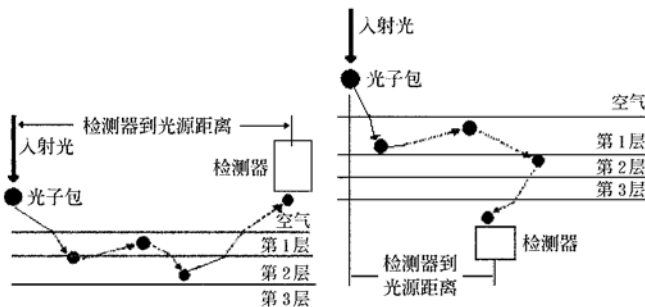 检测器到光源距离
入射光
检测器
光子包
空气
第1层
第2层
第3层
入射光
光子包
空气
第1层
第2层
第3层
检测器
检测器到
光源距离